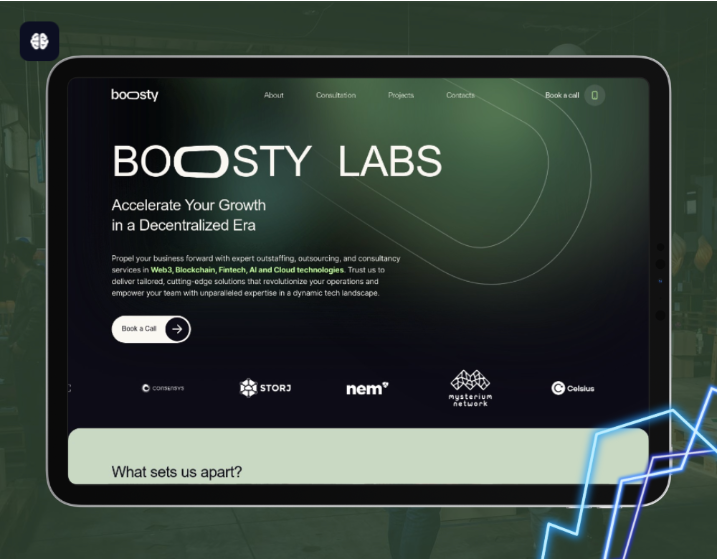 boosty
About Consultation Projects Contacts Book a call
BOOSTY LABS
Accelerate Your Growth
in a Decentralized Era
Propel your business forward with expert outstaffing, outsourcing, and consultancy
services in Web3, Blockchain, Fintech, AI and Cloud technologies. Trust us to
deliver tailored, cutting-edge solutions that revolutionize your operations and
empower your team with unparalleled expertise in a dynamic tech landscape.
Book a Call
CONSENSYS STORJ nem mysterium network Celsius
What sets us apart?